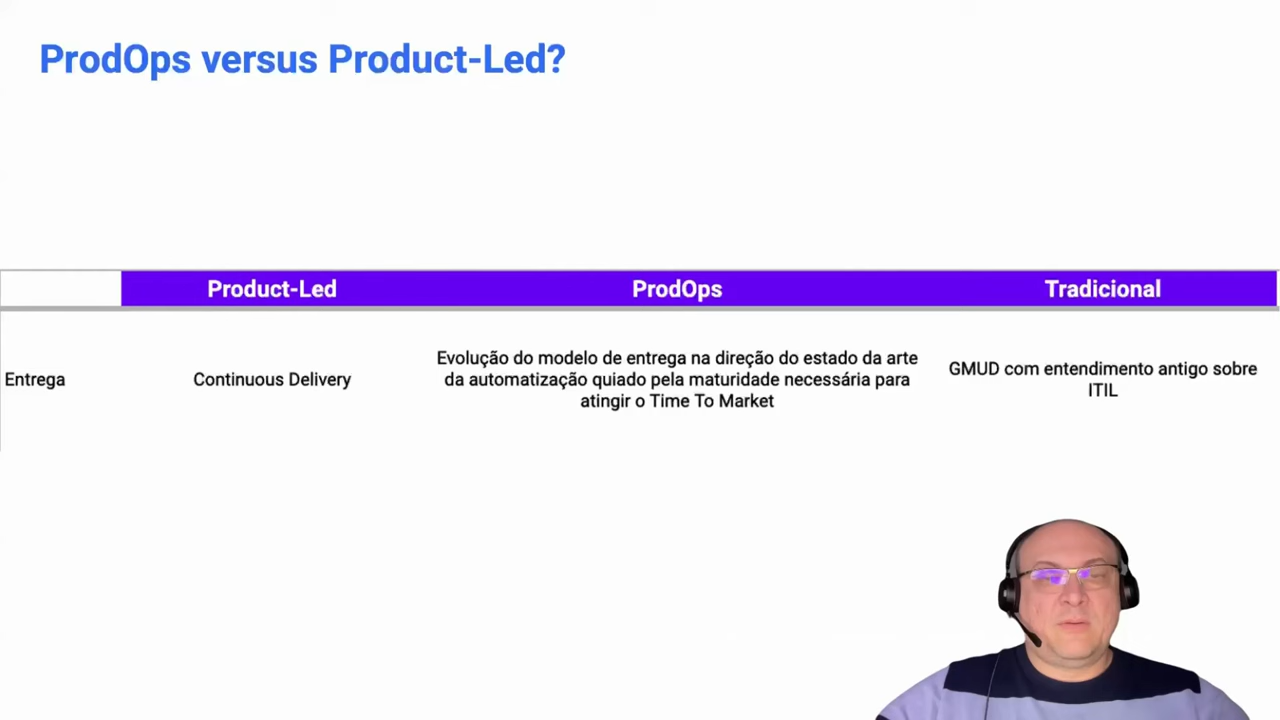 ProdOps versus Product-Led?
Product-Led ProdOps Tradicional
Entrega
Continuous Delivery
Evolução do modelo de entrega na direção do estado da arte
da automatização quiado pela maturidade necessária para
atingir o Time To Market
GMUD com entendimento antigo sobre
ITIL